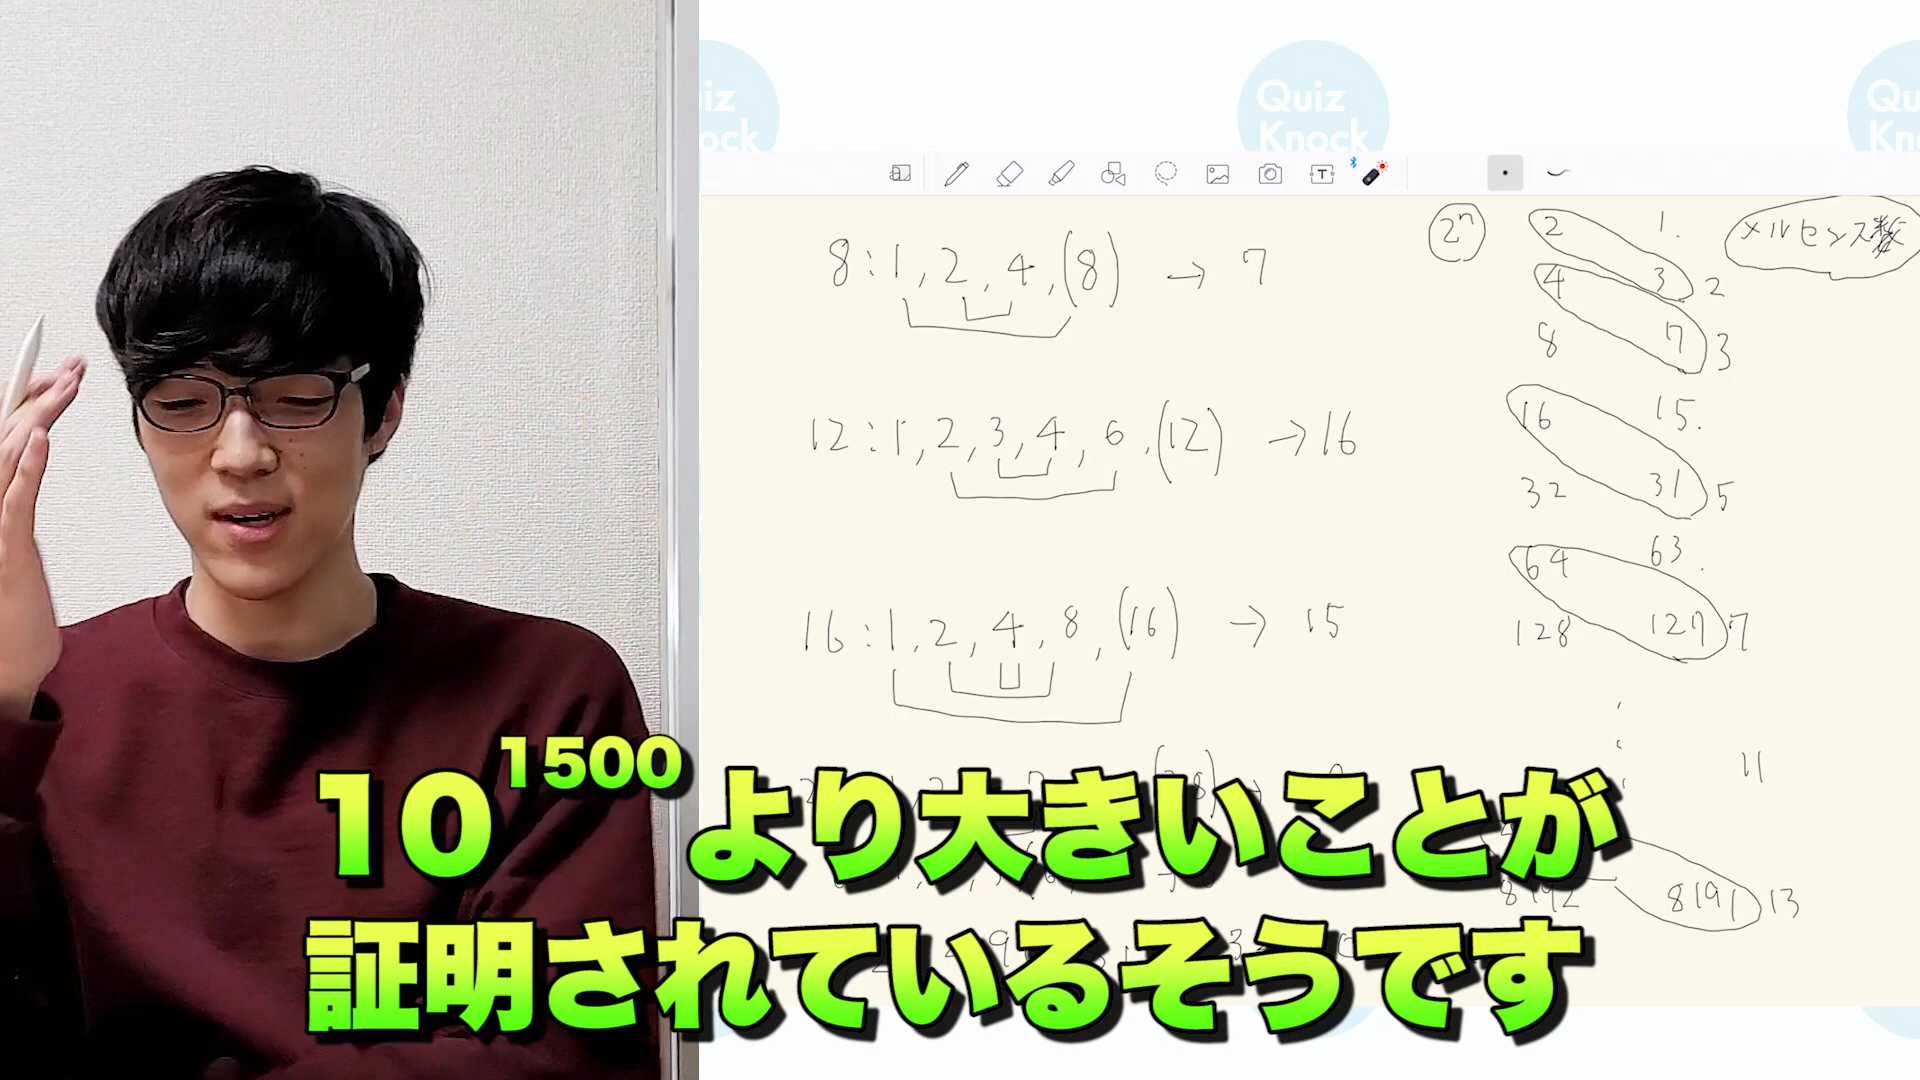 Quiz
Knock
8:1,2,4,(8) → 7
12:1,2,3,4,6,(12) → 16
16:1,2,4,8,(16) → 15
2ⁿ
メルセンヌ数
2 1.
4 3 2
8 7 3
16 15.
32 31 5
64 63.
128 127 7
11
8192 8191 13
10¹⁵⁰⁰より大きいことが
証明されているそうです